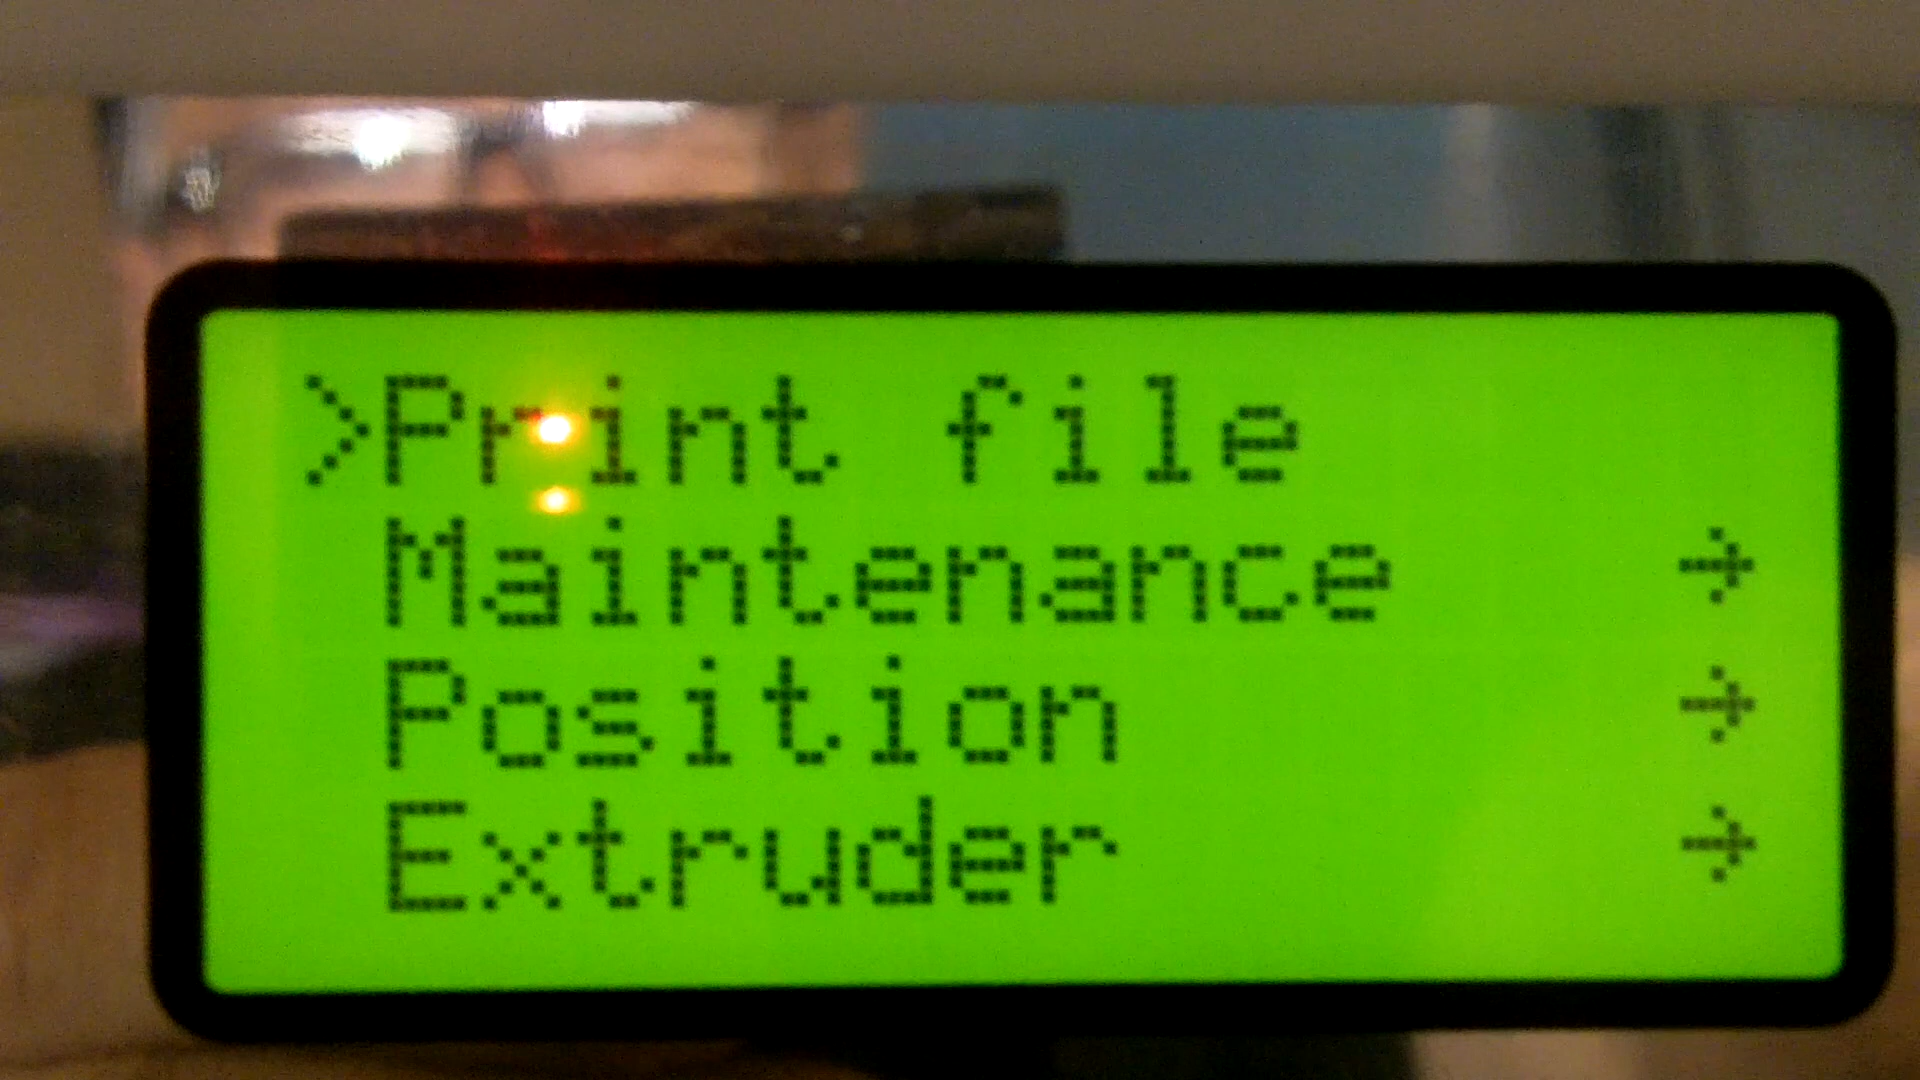 >Print file
Maintenance →
Position →
Extruder →